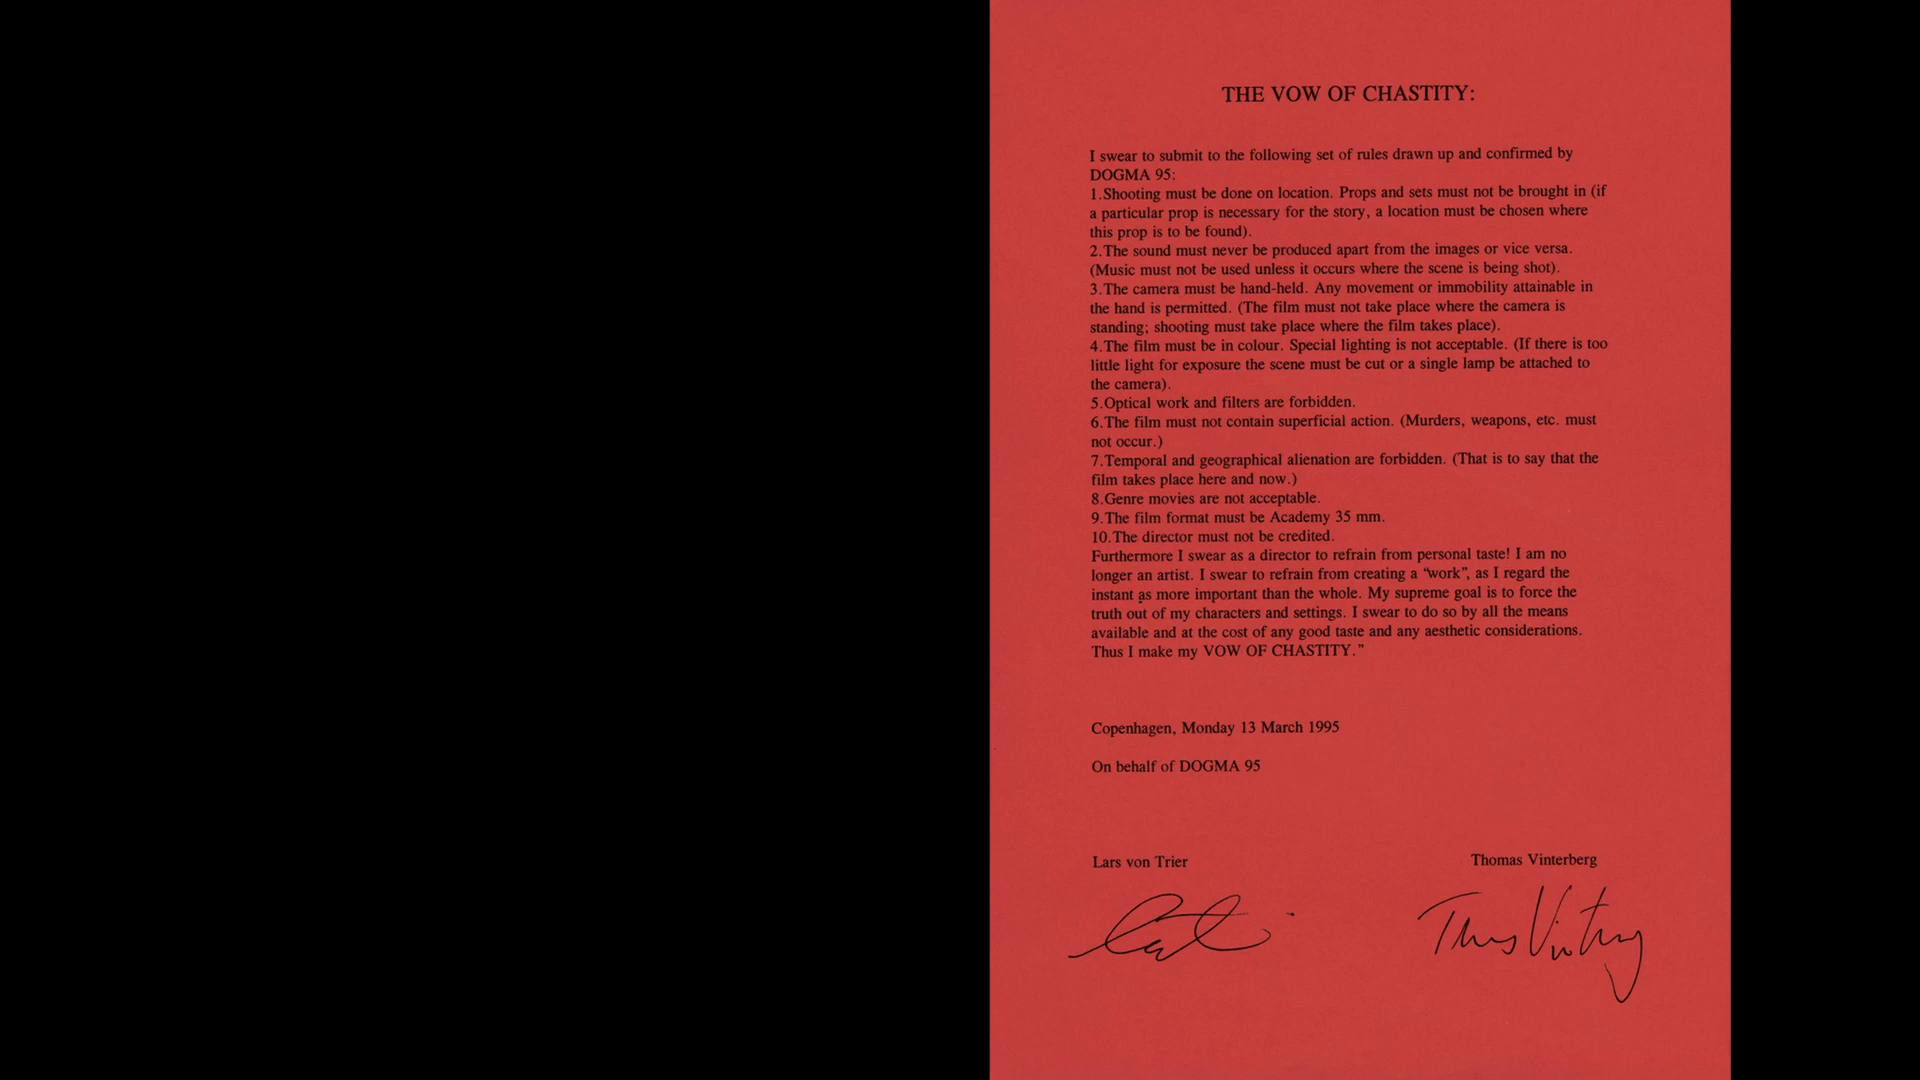 THE VOW OF CHASTITY:
I swear to submit to the following set of rules drawn up and confirmed by
DOGMA 95:
1.Shooting must be done on location. Props and sets must not be brought in (if
a particular prop is necessary for the story, a location must be chosen where
this prop is to be found).
2.The sound must never be produced apart from the images or vice versa.
(Music must not be used unless it occurs where the scene is being shot).
3.The camera must be hand-held. Any movement or immobility attainable in
the hand is permitted. (The film must not take place where the camera is
standing; shooting must take place where the film takes place).
4.The film must be in colour. Special lighting is not acceptable. (If there is too
little light for exposure the scene must be cut or a single lamp be attached to
the camera).
5.Optical work and filters are forbidden.
6.The film must not contain superficial action. (Murders, weapons, etc. must
not occur.)
7.Temporal and geographical alienation are forbidden. (That is to say that the
film takes place here and now.)
8.Genre movies are not acceptable.
9.The film format must be Academy 35 mm.
10.The director must not be credited.
Furthermore I swear as a director to refrain from personal taste! I am no
longer an artist. I swear to refrain from creating a “work”, as I regard the
instant as more important than the whole. My supreme goal is to force the
truth out of my characters and settings. I swear to do so by all the means
available and at the cost of any good taste and any aesthetic considerations.
Thus I make my VOW OF CHASTITY.”
Copenhagen, Monday 13 March 1995
On behalf of DOGMA 95
Lars von Trier
Thomas Vinterberg